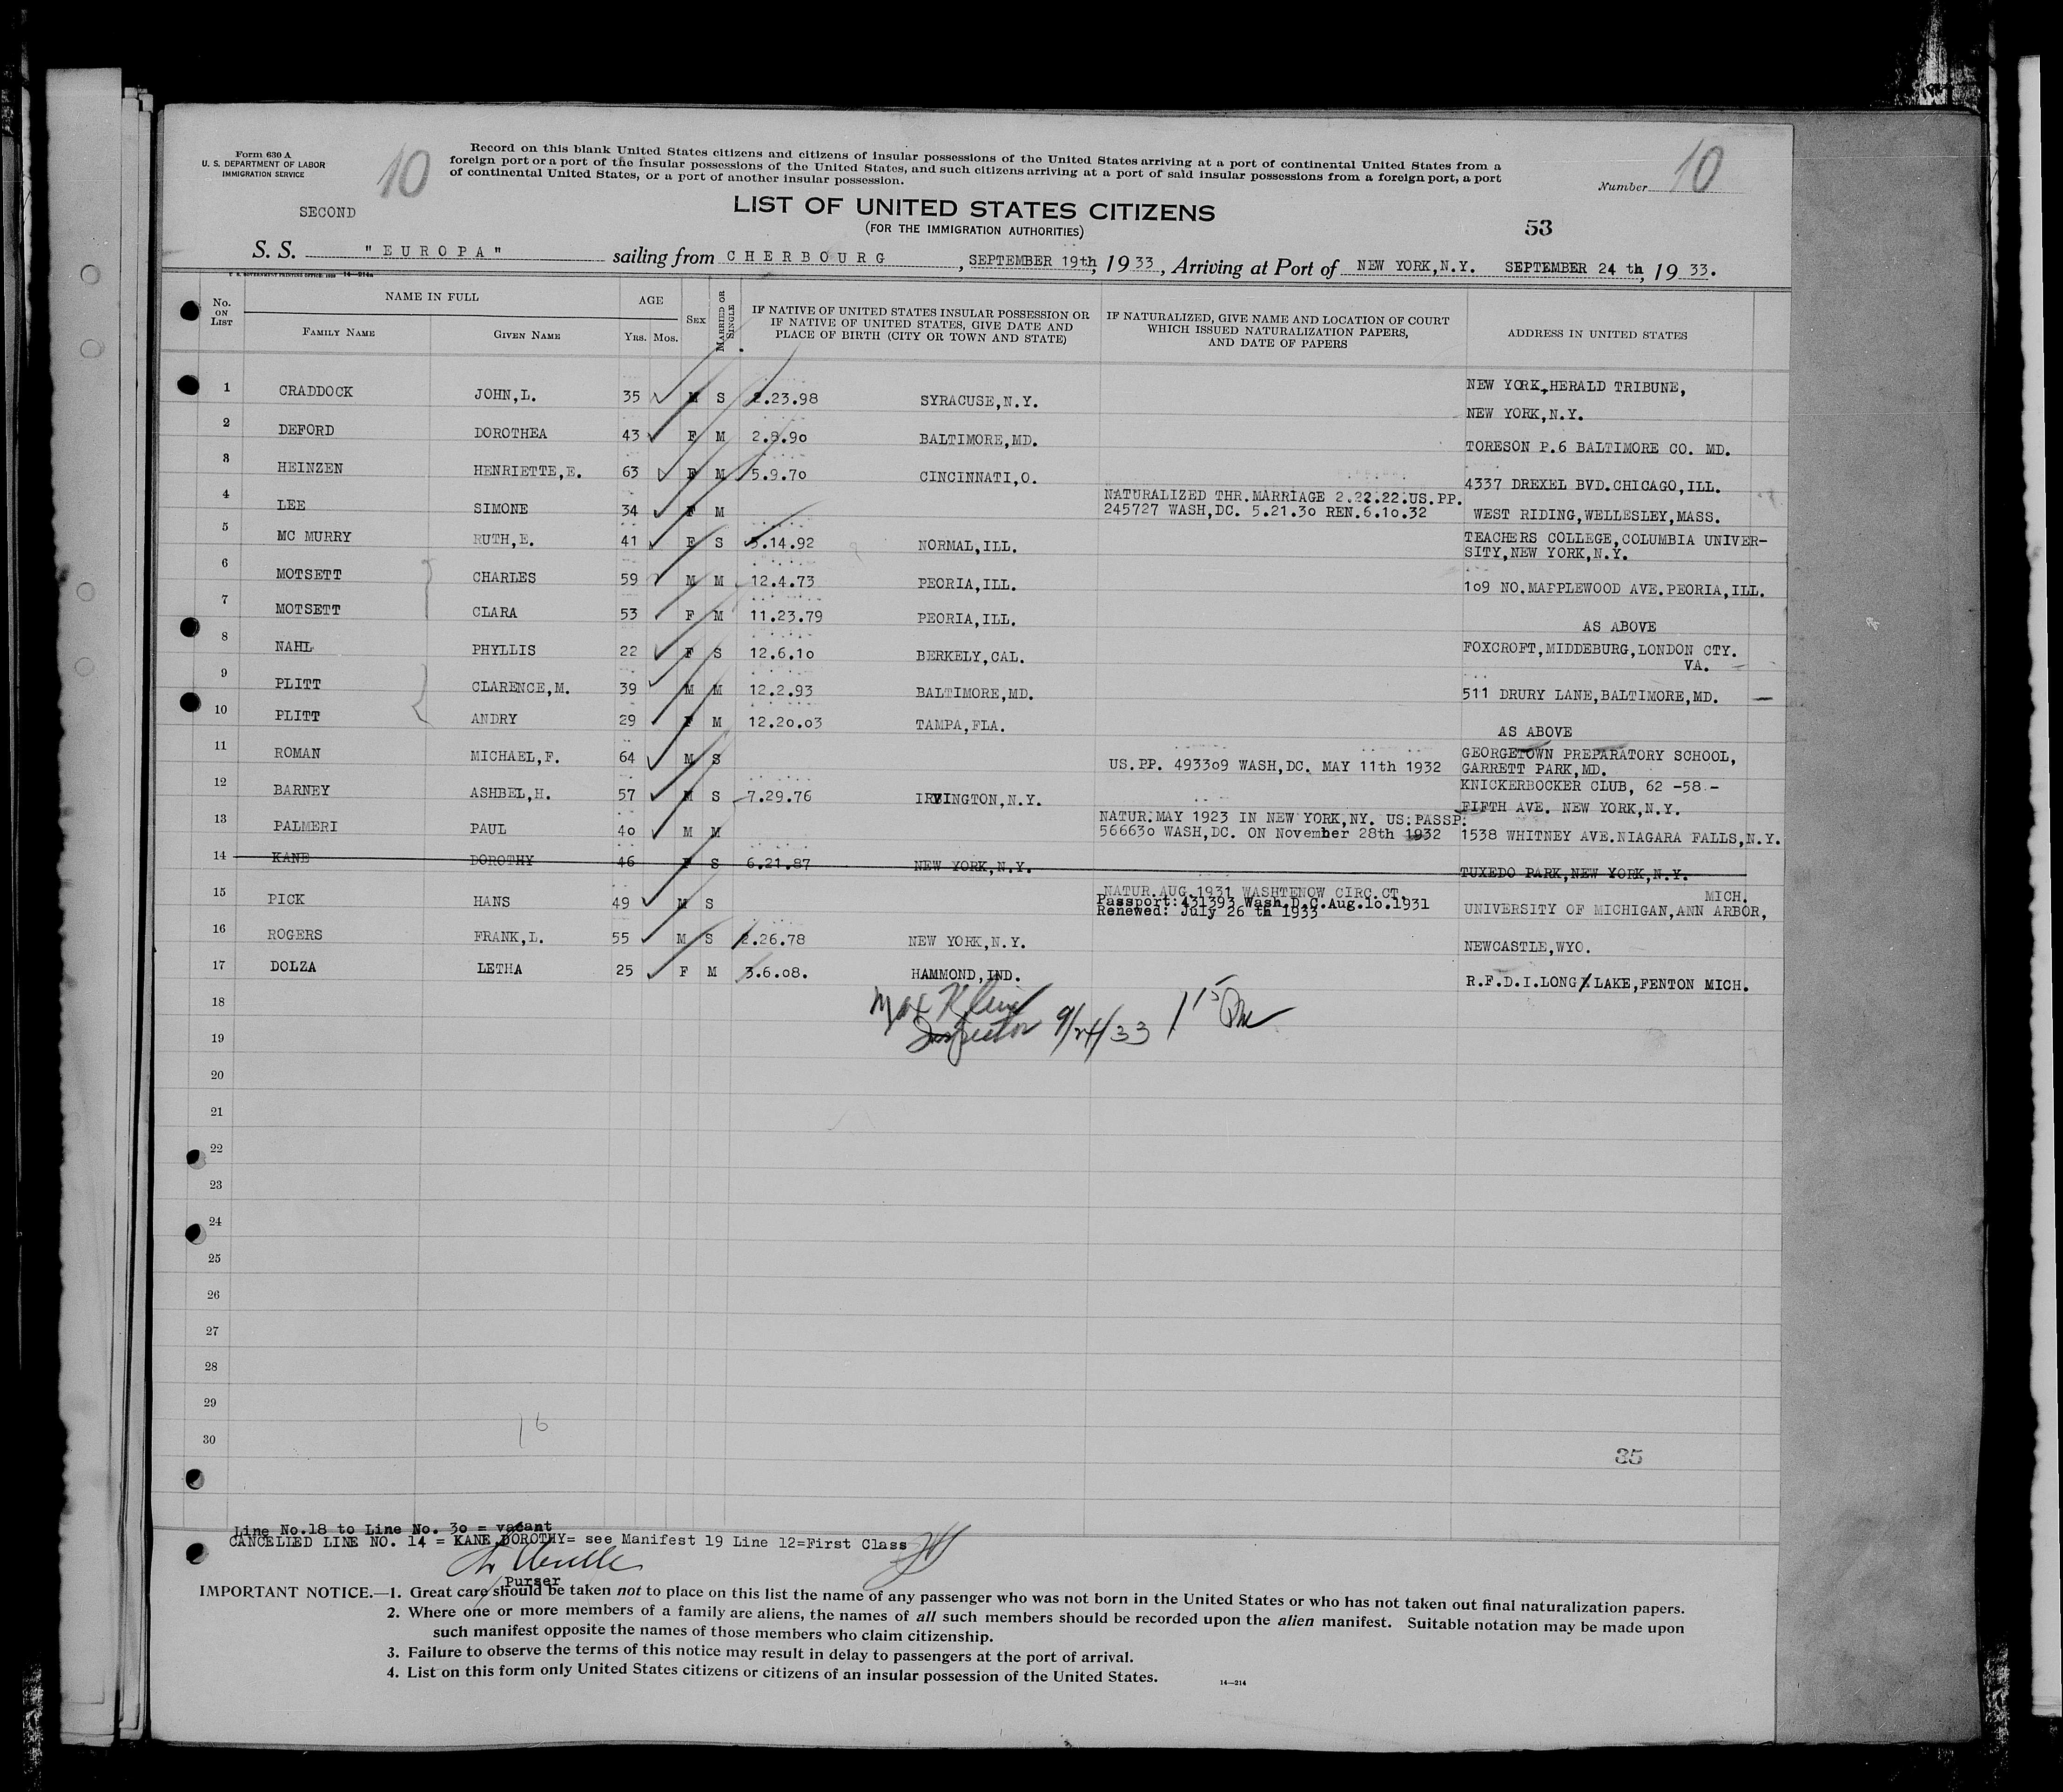 Form 630 A
U. S. DEPARTMENT OF LABOR
IMMIGRATION SERVICE
10
Record on this blank United States citizens and citizens of insular possessions of the United States arriving at a port of continental United States from a
foreign port or a port of the insular possessions of the United States, and such citizens arriving at a port of said insular possessions from a foreign port, a port
of continental United States, or a port of another insular possession.
Number 10
SECOND
LIST OF UNITED STATES CITIZENS
(FOR THE IMMIGRATION AUTHORITIES)
53
S. S. "EUROPA" sailing from CHERBOURG, SEPTEMBER 19th, 1933, Arriving at Port of NEW YORK,N.Y. SEPTEMBER 24 th, 1933.
No. ON LIST
NAME IN FULL
FAMILY NAME GIVEN NAME
AGE
YRS. MOS.
SEX
MARRIED OR SINGLE
IF NATIVE OF UNITED STATES INSULAR POSSESSION OR
IF NATIVE OF UNITED STATES, GIVE DATE AND
PLACE OF BIRTH (CITY OR TOWN AND STATE)
IF NATURALIZED, GIVE NAME AND LOCATION OF COURT
WHICH ISSUED NATURALIZATION PAPERS,
AND DATE OF PAPERS
ADDRESS IN UNITED STATES
1 CRADDOCK JOHN,L. 35 M S 2.23.98 SYRACUSE,N.Y. NEW YORK,HERALD TRIBUNE,
NEW YORK,N.Y.
2 DEFORD DOROTHEA 43 F M 2.8.90 BALTIMORE,MD. TORESON P.6 BALTIMORE CO. MD.
3 HEINZEN HENRIETTE,E. 63 F M 5.9.70 CINCINNATI,O. 4337 DREXEL BVD.CHICAGO,ILL.
4 LEE SIMONE 34 F M NATURALIZED THR.MARRIAGE 2.22.22.US.PP.
245727 WASH,DC. 5.21.30 REN.6.10.32 WEST RIDING,WELLESLEY,MASS.
5 MC MURRY RUTH,E. 41 F S 5.14.92 NORMAL,ILL. TEACHERS COLLEGE,COLUMBIA UNIVER-
SITY,NEW YORK,N.Y.
6 MOTSETT CHARLES 59 M M 12.4.73 PEORIA,ILL. 109 NO.MAPPLEWOOD AVE.PEORIA,ILL.
7 MOTSETT CLARA 53 F M 11.23.79 PEORIA,ILL. AS ABOVE
8 NAHL PHYLLIS 22 F S 12.6.10 BERKELY,CAL. FOXCROFT,MIDDEBURG,LONDON CTY.
VA.
9 PLITT CLARENCE,M. 39 M M 12.2.93 BALTIMORE,MD. 511 DRURY LANE,BALTIMORE,MD.
10 PLITT ANDRY 29 F M 12.20.03 TAMPA,FLA. AS ABOVE
11 ROMAN MICHAEL,F. 64 M S US.PP. 493309 WASH,DC. MAY 11th 1932 GEORGETOWN PREPARATORY SCHOOL,
GARRETT PARK,MD.
12 BARNEY ASHBEL,H. 57 M S 7.29.76 IRVINGTON,N.Y. KNICKERBOCKER CLUB, 62 -58 -
FIFTH AVE. NEW YORK,N.Y.
13 PALMERI PAUL 40 M M NATUR.MAY 1923 IN NEW YORK,NY. US.PASSP.
566630 WASH,DC. ON November 28th 1932 1538 WHITNEY AVE.NIAGARA FALLS,N.Y.
14 KANE DOROTHY 46 F S 6.21.87 NEW YORK,N.Y. TUXEDO PARK,NEW YORK,N.Y.
15 PICK HANS 49 M S NATUR.AUG.1931 WASHTENOW CIRC.CT. MICH.
Passport:431393 Wash.D.C.Aug.10.1931 UNIVERSITY OF MICHIGAN,ANN ARBOR,
Renewed: July 26 th 1933
16 ROGERS FRANK,L. 55 M S 2.26.78 NEW YORK,N.Y. NEWCASTLE,WYO.
17 DOLZA LETHA 25 F M 3.6.08. HAMMOND,IND. R.F.D.I.LONG LAKE,FENTON MICH.
18 Max Klein
19 Inspector 9/24/33 1 15 PM
20
21
22
23
24
25
26
27
28
29
16
30
35
Line No.18 to Line No. 30 = vacant
CANCELLED LINE NO. 14 = KANE,DOROTHY= see Manifest 19 Line 12=First Class
Purser
IMPORTANT NOTICE.—1. Great care should be taken not to place on this list the name of any passenger who was not born in the United States or who has not taken out final naturalization papers.
2. Where one or more members of a family are aliens, the names of all such members should be recorded upon the alien manifest. Suitable notation may be made upon
such manifest opposite the names of those members who claim citizenship.
3. Failure to observe the terms of this notice may result in delay to passengers at the port of arrival.
4. List on this form only United States citizens or citizens of an insular possession of the United States.
14—214